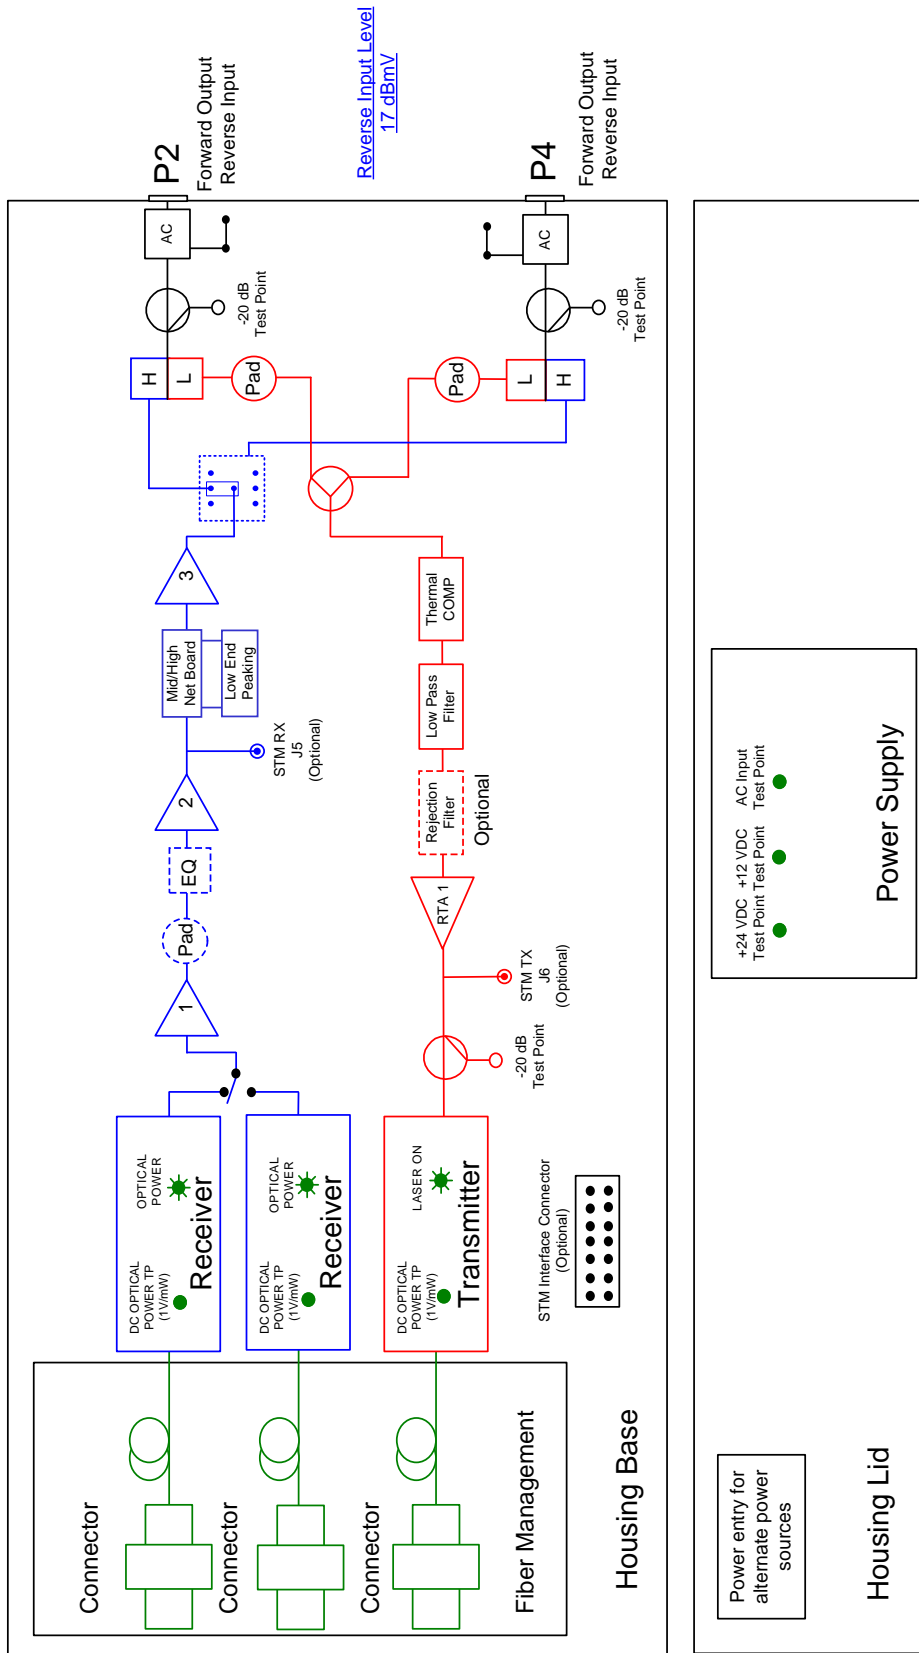 Connector
Connector
Connector
Fiber Management
DC OPTICAL
POWER TP
(1V/mW)
OPTICAL
POWER
Receiver
DC OPTICAL
POWER TP
(1V/mW)
OPTICAL
POWER
Receiver
DC OPTICAL
POWER TP
(1V/mW)
LASER ON
Transmitter
STM Interface Connector
(Optional)
1
Pad
EQ
2
STM RX
J5
(Optional)
Mid/High
Net Board
Low End
Peaking
3
H
L
Pad
-20 dB
Test Point
AC
P2
Forward Output
Reverse Input
Reverse Input Level
17 dBmV
-20 dB
Test Point
STM TX
J6
(Optional)
RTA 1
Rejection
Filter
Optional
Low Pass
Filter
Thermal
COMP
Pad
L
H
-20 dB
Test Point
AC
P4
Forward Output
Reverse Input
Housing Base
Power entry for
alternate power
sources
Housing Lid
+24 VDC
Test Point
+12 VDC
Test Point
AC Input
Test Point
Power Supply